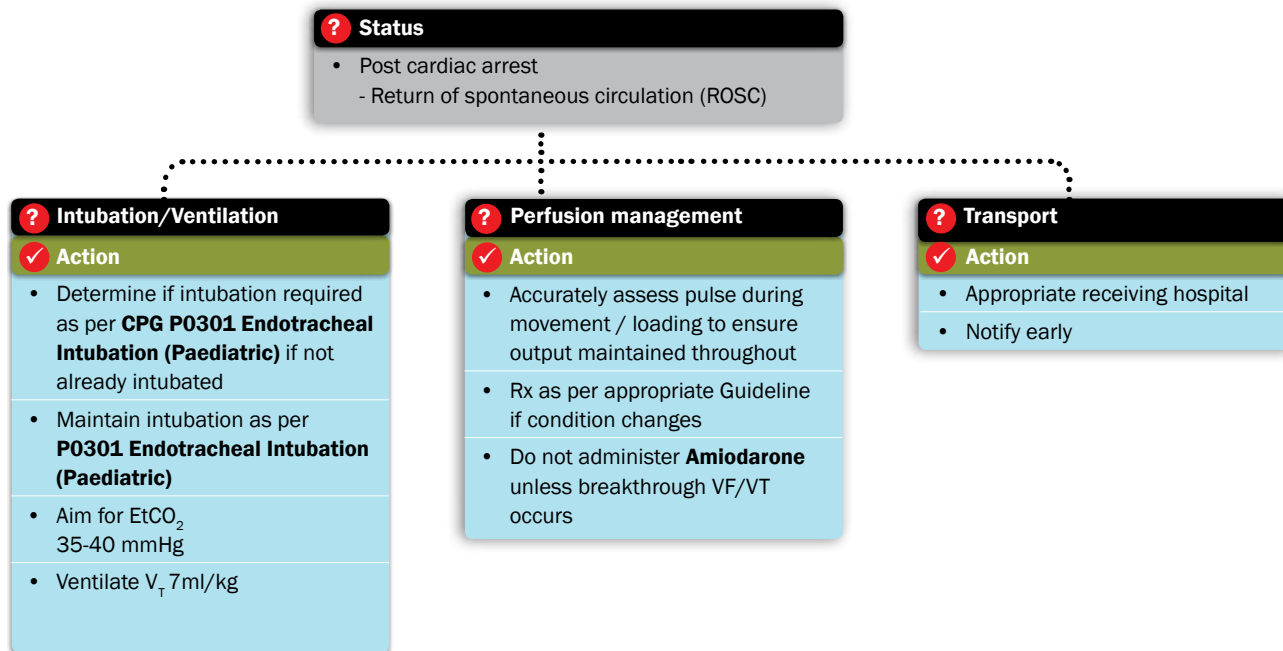 ? Status
• Post cardiac arrest
- Return of spontaneous circulation (ROSC)
? Intubation/Ventilation
✓ Action
• Determine if intubation required
as per CPG P0301 Endotracheal
Intubation (Paediatric) if not
already intubated
• Maintain intubation as per
P0301 Endotracheal Intubation
(Paediatric)
• Aim for EtCO₂
35-40 mmHg
• Ventilate V_T 7ml/kg
? Perfusion management
✓ Action
• Accurately assess pulse during
movement / loading to ensure
output maintained throughout
• Rx as per appropriate Guideline
if condition changes
• Do not administer Amiodarone
unless breakthrough VF/VT
occurs
? Transport
✓ Action
• Appropriate receiving hospital
• Notify early